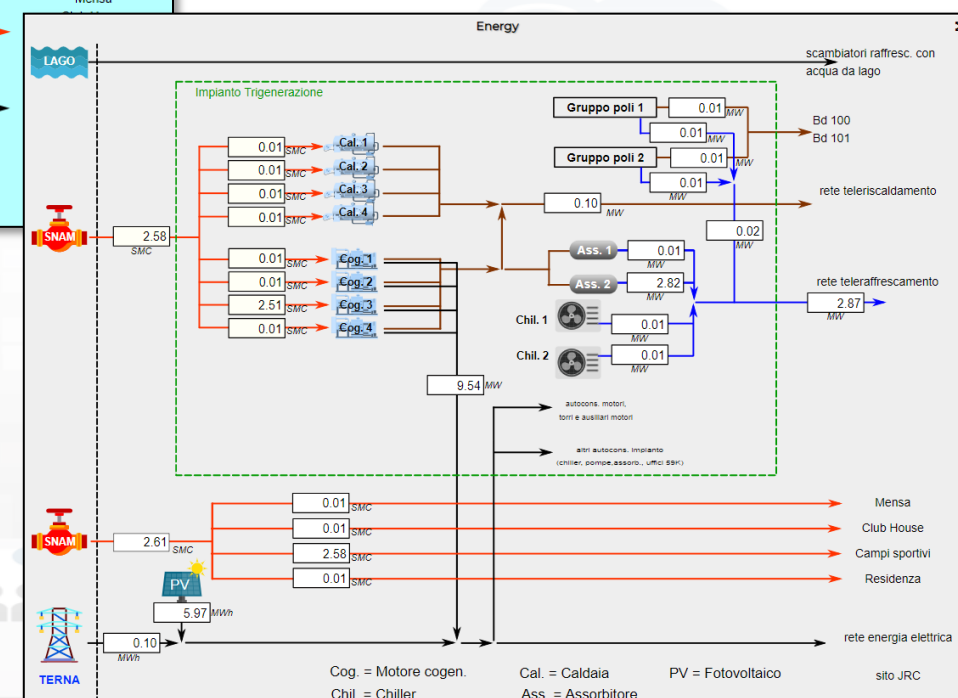 Mensa
Energy
LAGO
scambiatori raffresc. con
acqua da lago
Impianto Trigenerazione
Gruppo poli 1
0.01
MW
0.01
MW
Bd 100
Bd 101
Gruppo poli 2
0.01
MW
0.01
MW
0.01
SMC
Cal. 1
0.01
SMC
Cal. 2
0.01
SMC
Cal. 3
0.01
SMC
Cal. 4
0.10
MW
rete teleriscaldamento
SNAM
2.58
SMC
0.02
MW
0.01
SMC
Cog. 1
0.01
SMC
Cog. 2
2.51
SMC
Cog. 3
0.01
SMC
Cog. 4
Ass. 1
0.01
MW
Ass. 2
2.82
MW
rete teleraffrescamento
2.87
MW
Chil. 1
0.01
MW
Chil. 2
0.01
MW
9.54
MW
autocons. motori,
torri e ausiliari motori
altri autocons. impianto
(chiller, pompe,assorb., uffici 59K)
SNAM
2.61
SMC
0.01
SMC
Mensa
0.01
SMC
Club House
2.58
SMC
Campi sportivi
0.01
SMC
Residenza
PV
5.97
MWh
0.10
MWh
TERNA
rete energia elettrica
sito JRC
Cog. = Motore cogen.
Cal. = Caldaia
PV = Fotovoltaico
Chil. = Chiller
Ass. = Assorbitore